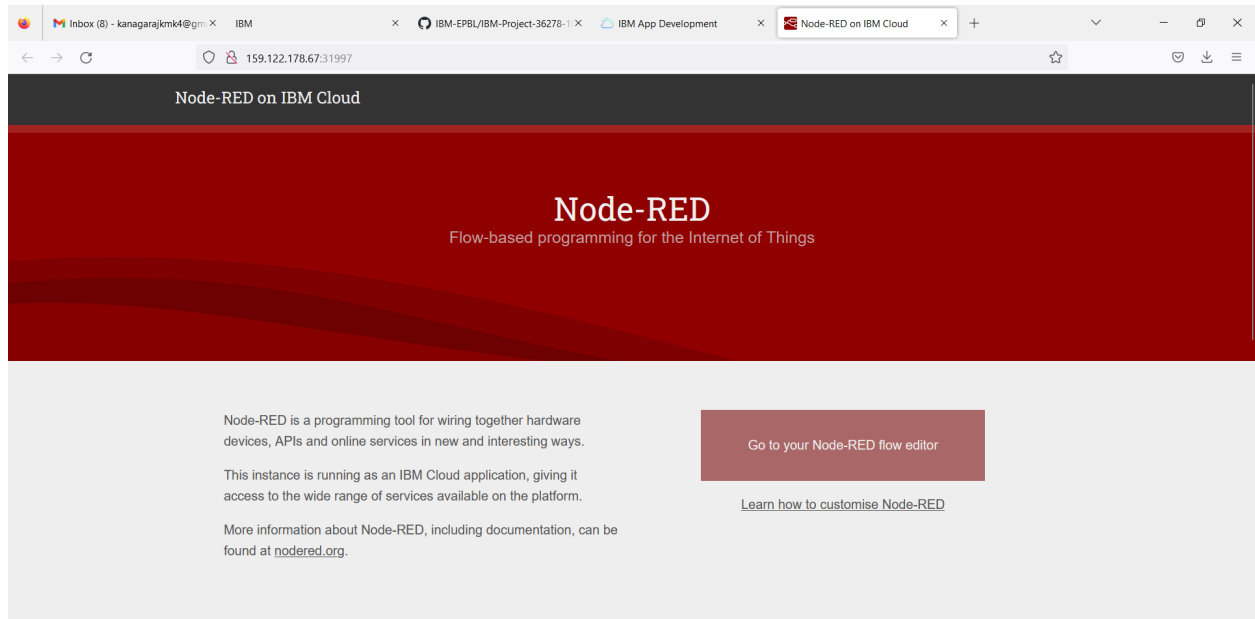 Inbox (8) - kanagarajkmk4@gm
IBM
IBM-EPBL/IBM-Project-36278-1
IBM App Development
Node-RED on IBM Cloud
159.122.178.67:31997
Node-RED on IBM Cloud
Node-RED
Flow-based programming for the Internet of Things
Node-RED is a programming tool for wiring together hardware
devices, APIs and online services in new and interesting ways.
This instance is running as an IBM Cloud application, giving it
access to the wide range of services available on the platform.
More information about Node-RED, including documentation, can be
found at nodered.org.
Go to your Node-RED flow editor
Learn how to customise Node-RED